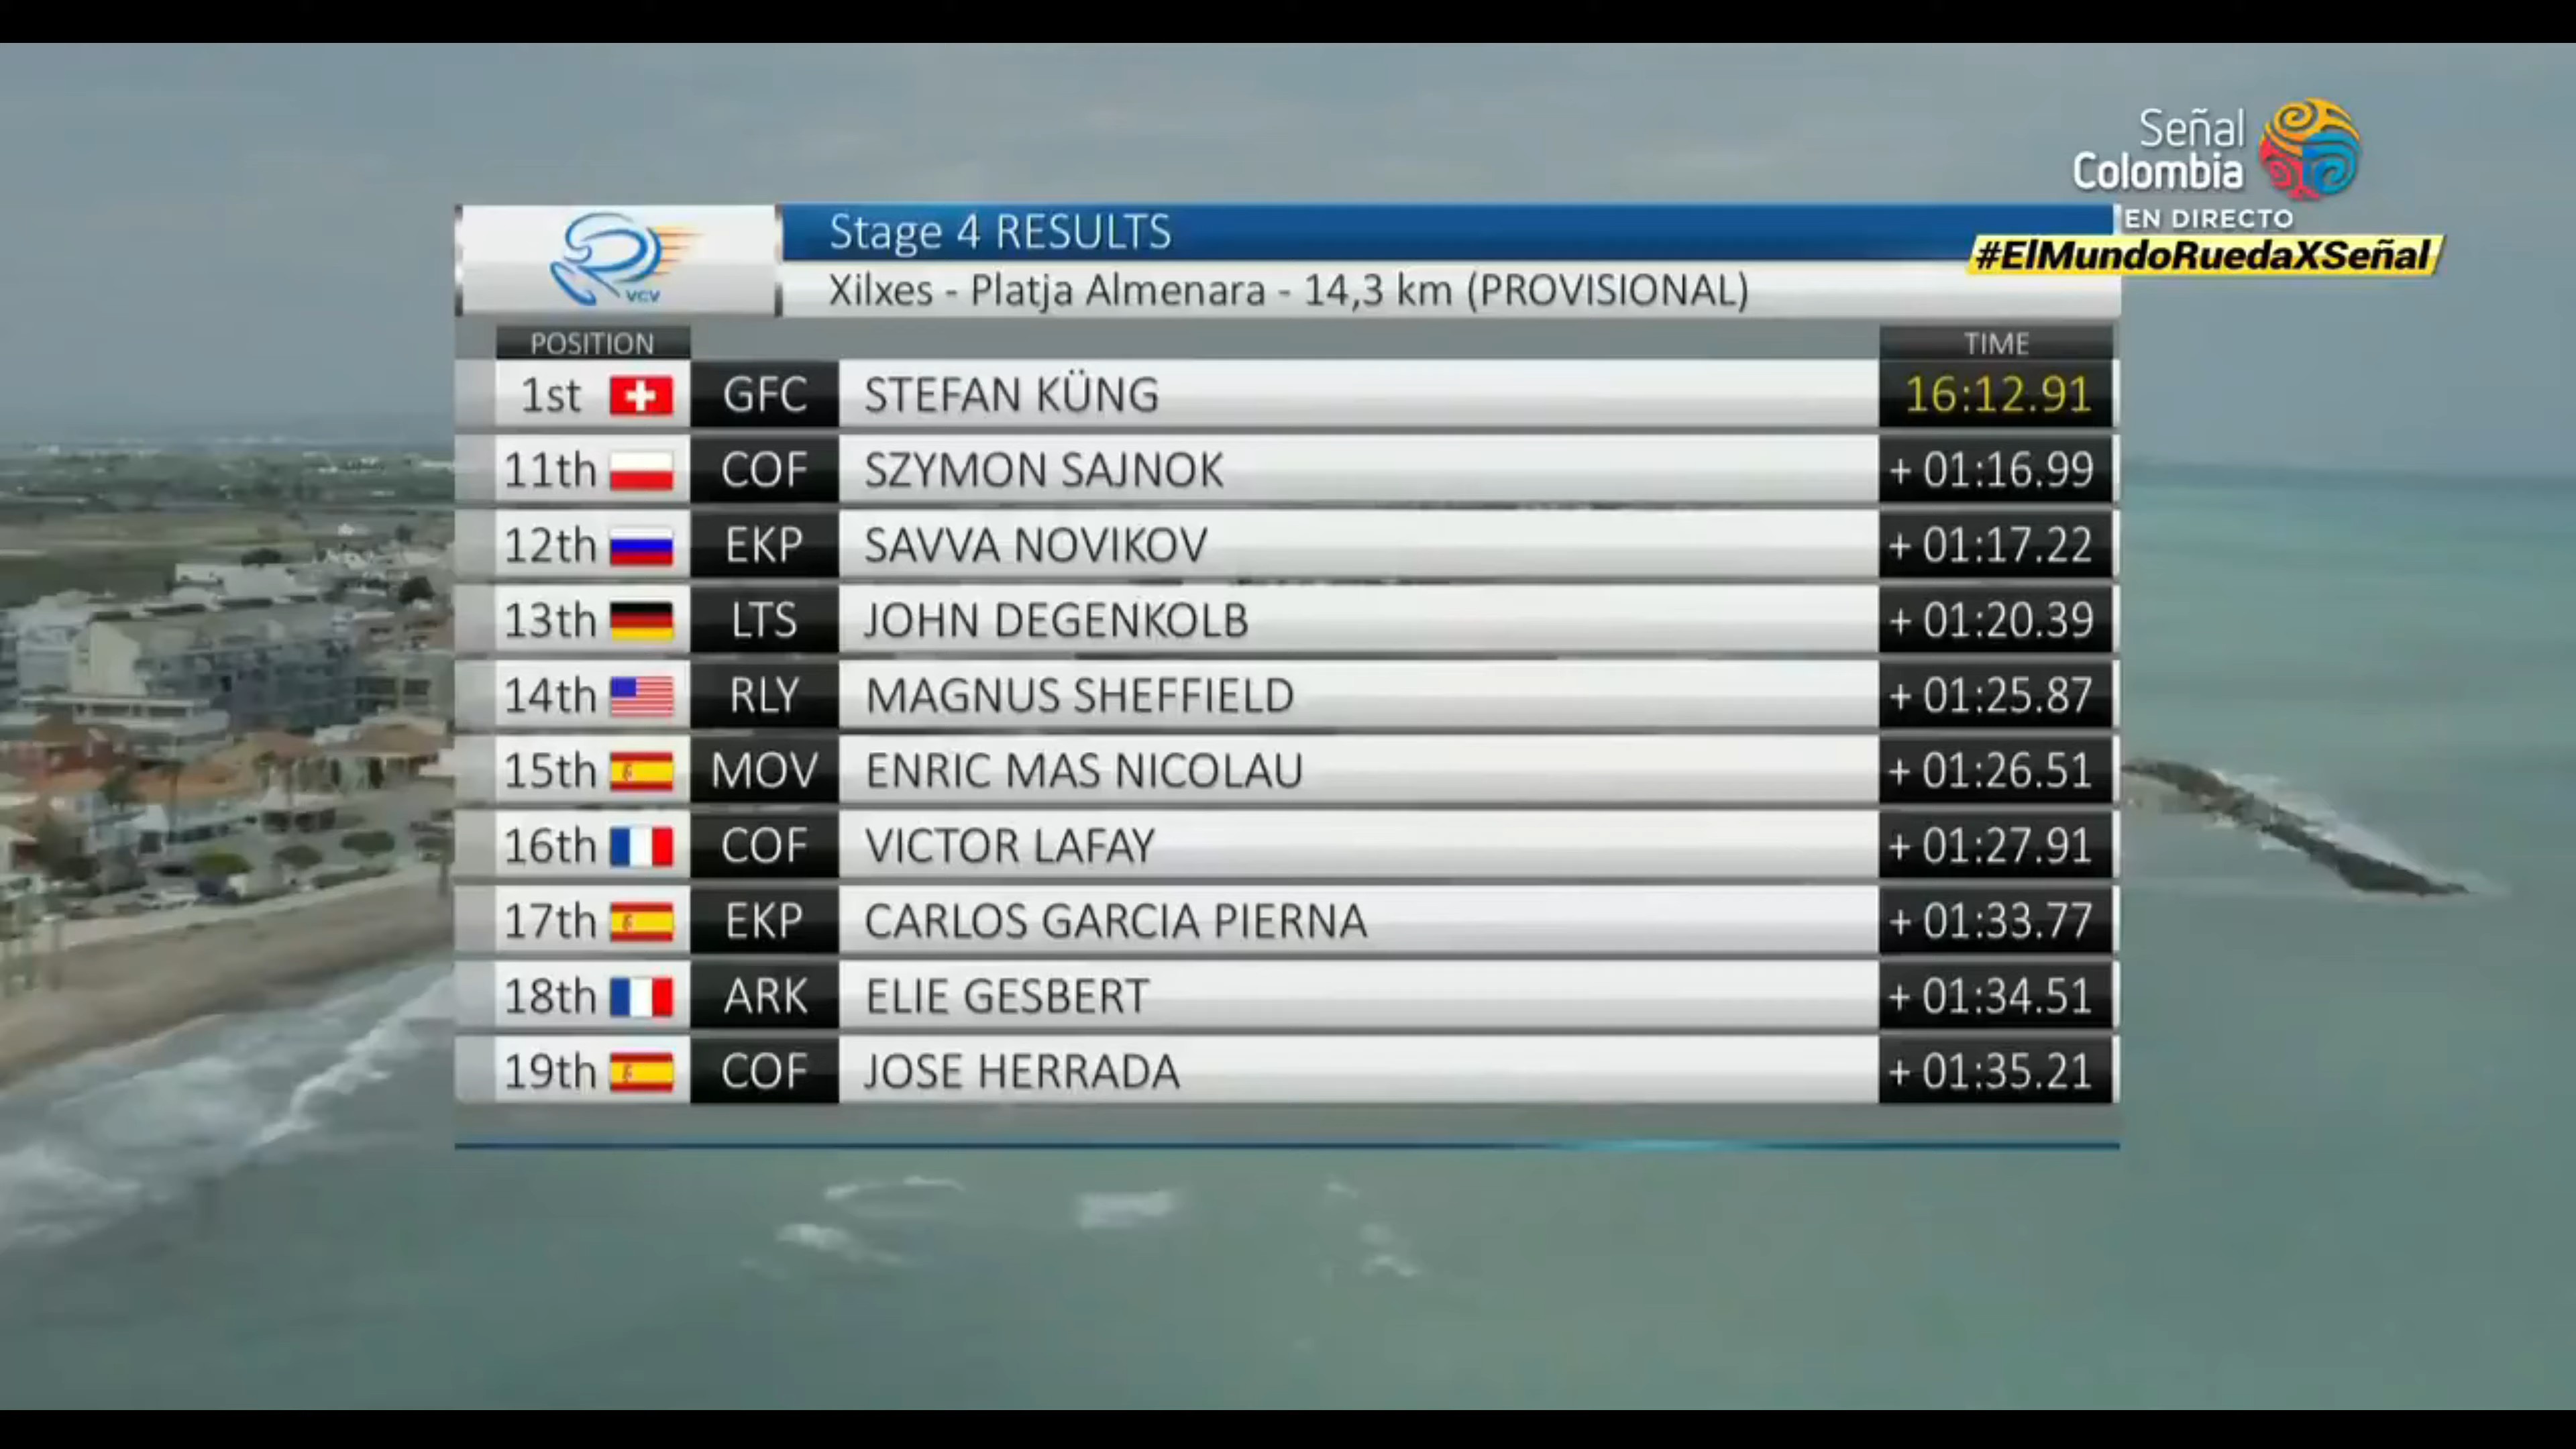 Señal
Colombia
EN DIRECTO
#ElMundoRuedaXSeñal
VCV
Stage 4 RESULTS
Xilxes - Platja Almenara - 14,3 km (PROVISIONAL)
POSITION TIME
1st GFC STEFAN KÜNG 16:12.91
11th COF SZYMON SAJNOK + 01:16.99
12th EKP SAVVA NOVIKOV + 01:17.22
13th LTS JOHN DEGENKOLB + 01:20.39
14th RLY MAGNUS SHEFFIELD + 01:25.87
15th MOV ENRIC MAS NICOLAU + 01:26.51
16th COF VICTOR LAFAY + 01:27.91
17th EKP CARLOS GARCIA PIERNA + 01:33.77
18th ARK ELIE GESBERT + 01:34.51
19th COF JOSE HERRADA + 01:35.21